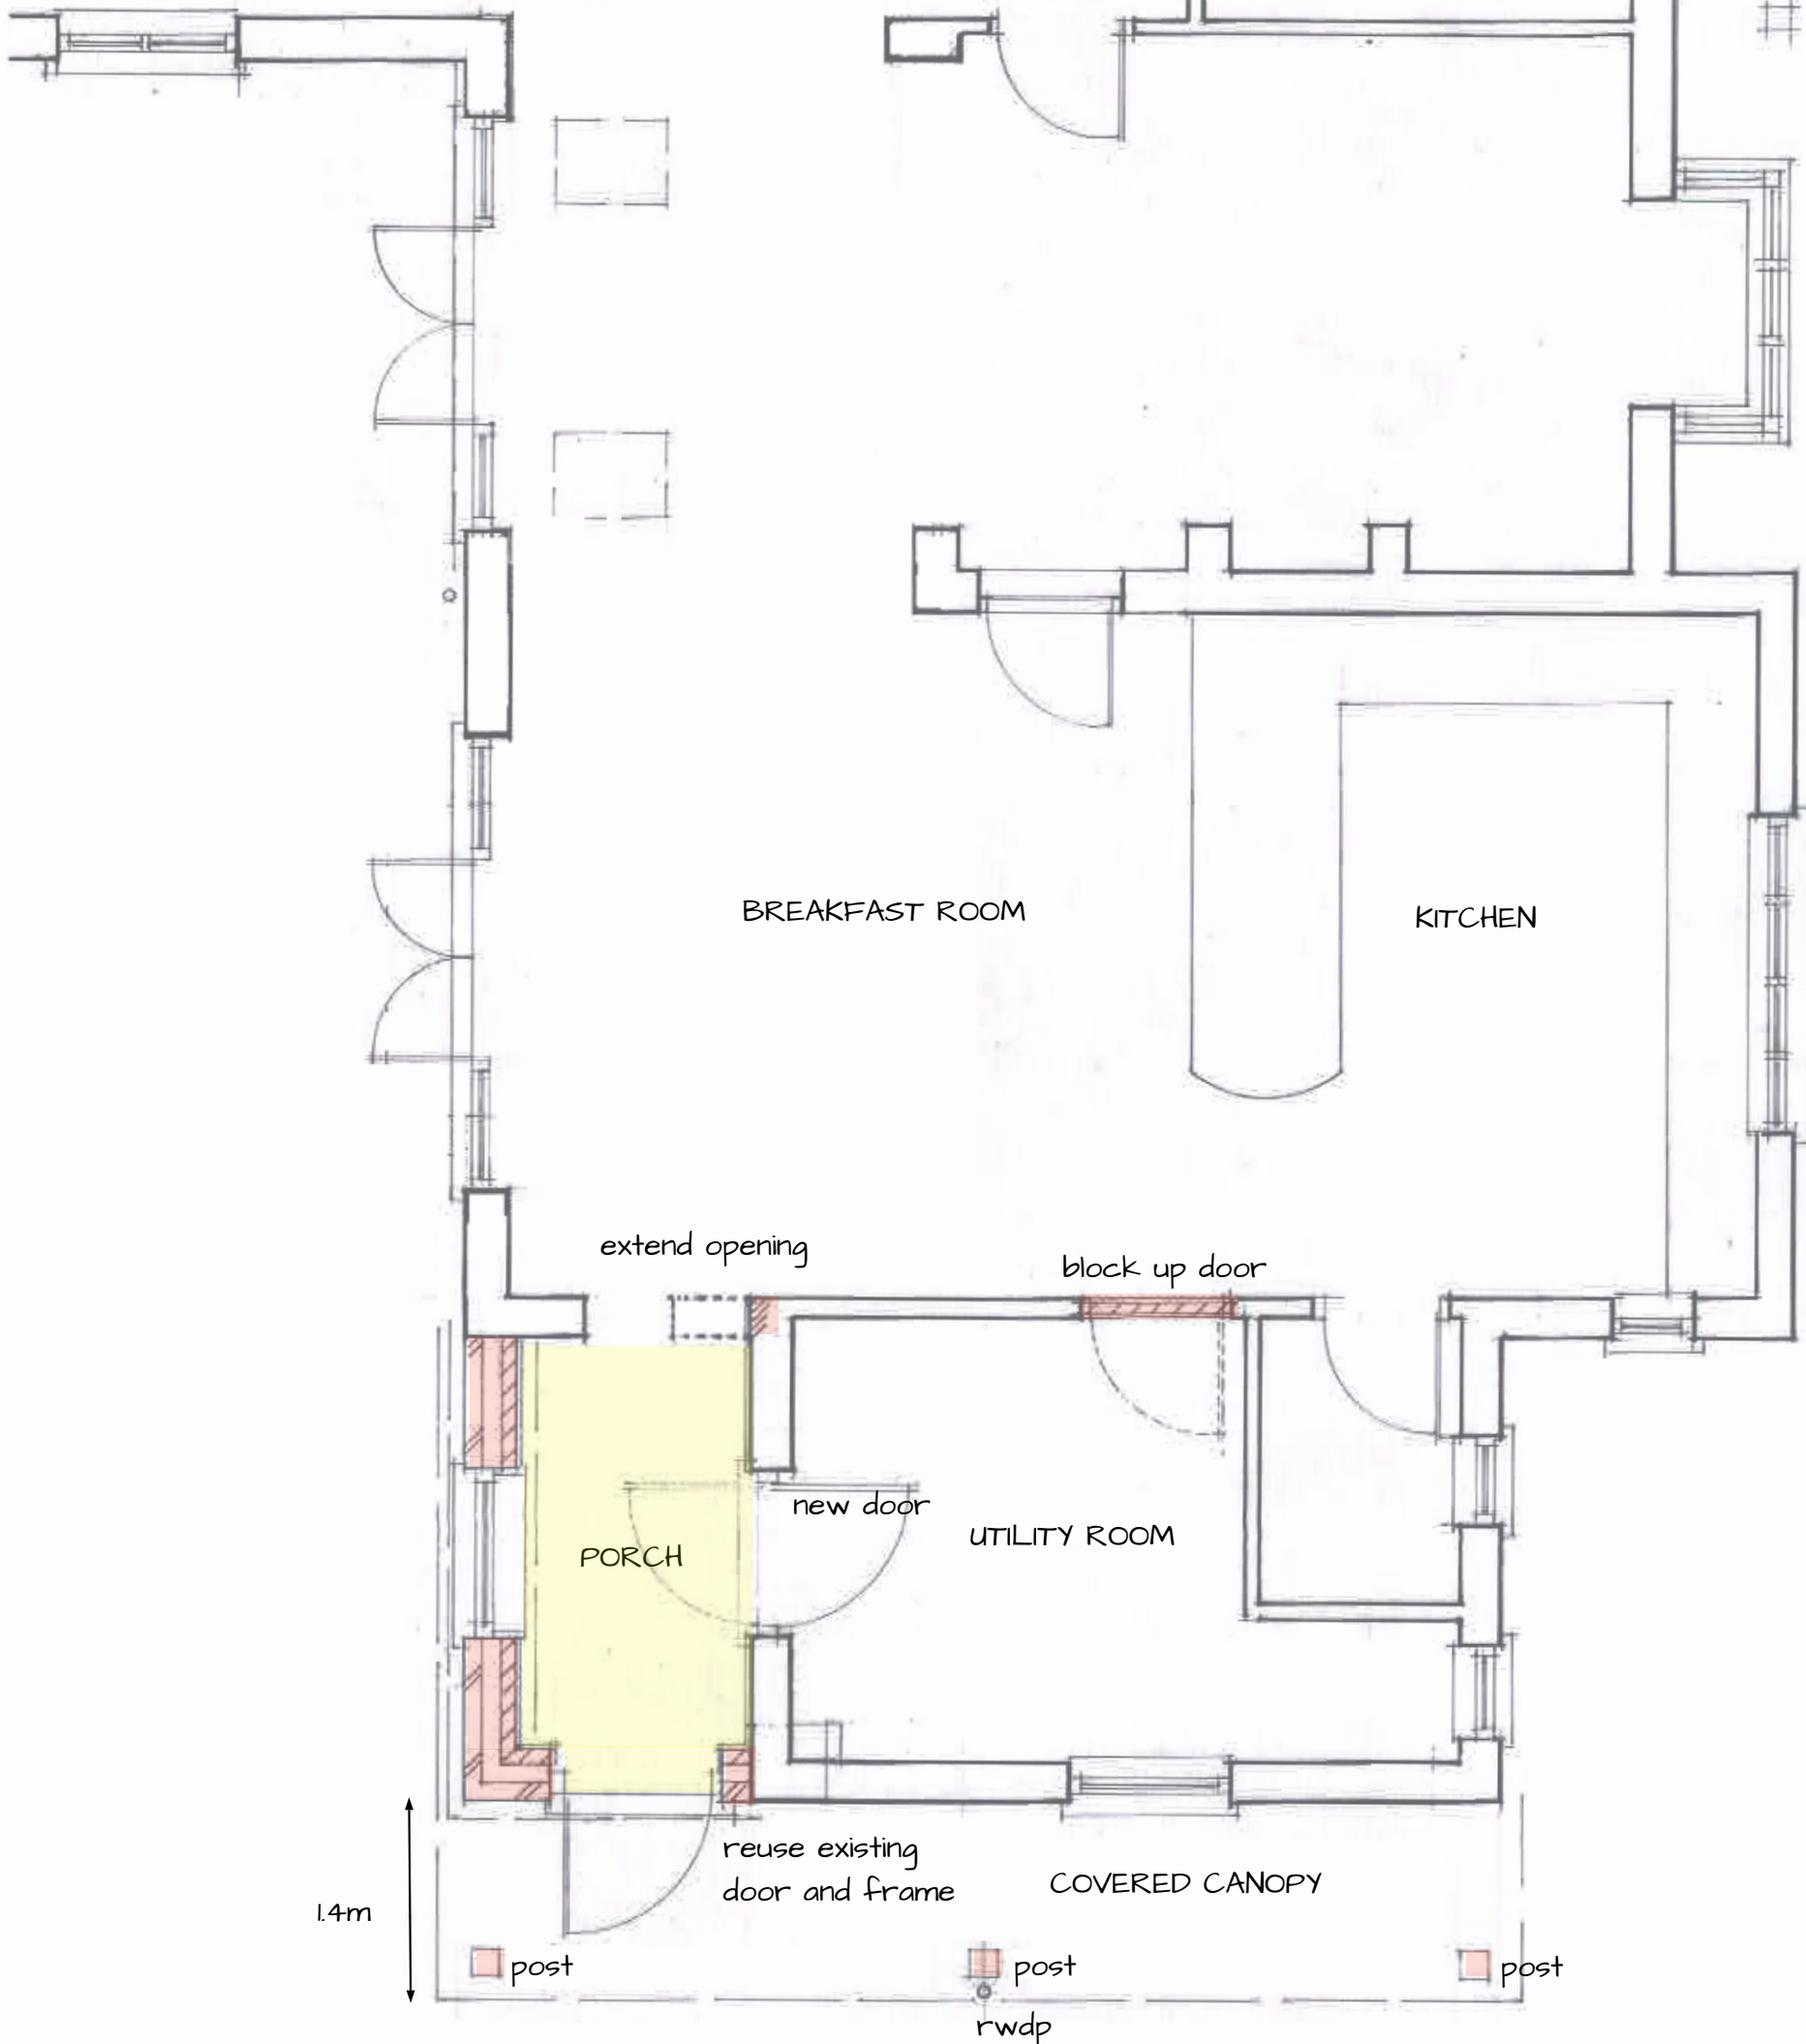 BREAKFAST ROOM
KITCHEN
extend opening
block up door
new door
UTILITY ROOM
PORCH
reuse existing
door and frame
COVERED CANOPY
1.4m
post
post
post
rwdp